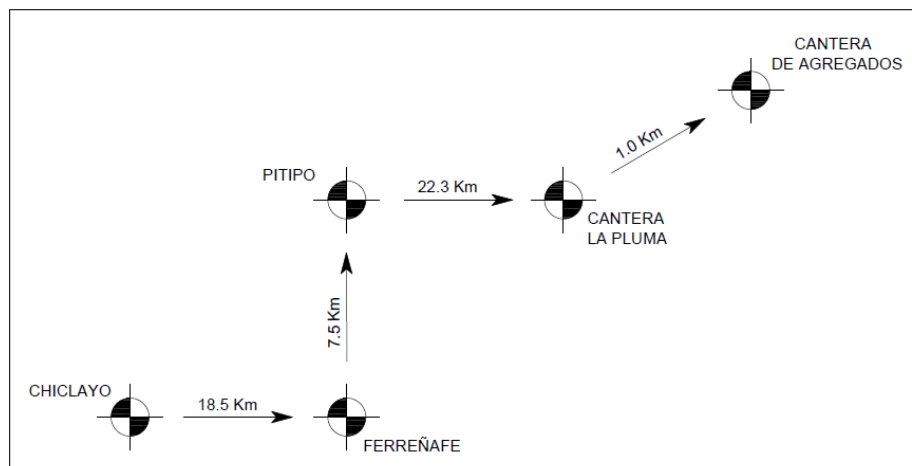 CANTERA
DE AGREGADOS
1.0 Km
PITIPO
22.3 Km
CANTERA
LA PLUMA
7.5 Km
CHICLAYO
18.5 Km
FERREÑAFE